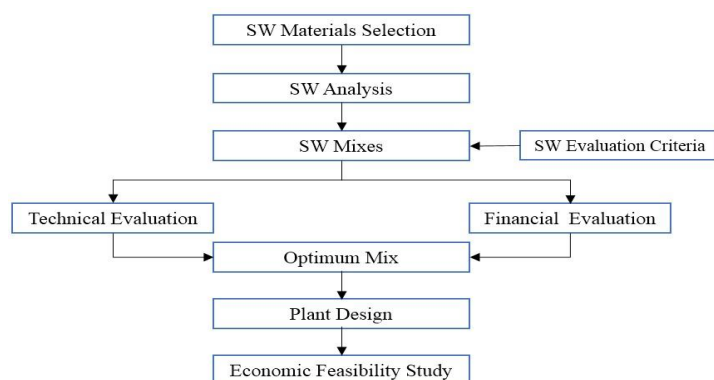 SW Materials Selection
SW Analysis
SW Mixes
SW Evaluation Criteria
Technical Evaluation
Financial Evaluation
Optimum Mix
Plant Design
Economic Feasibility Study